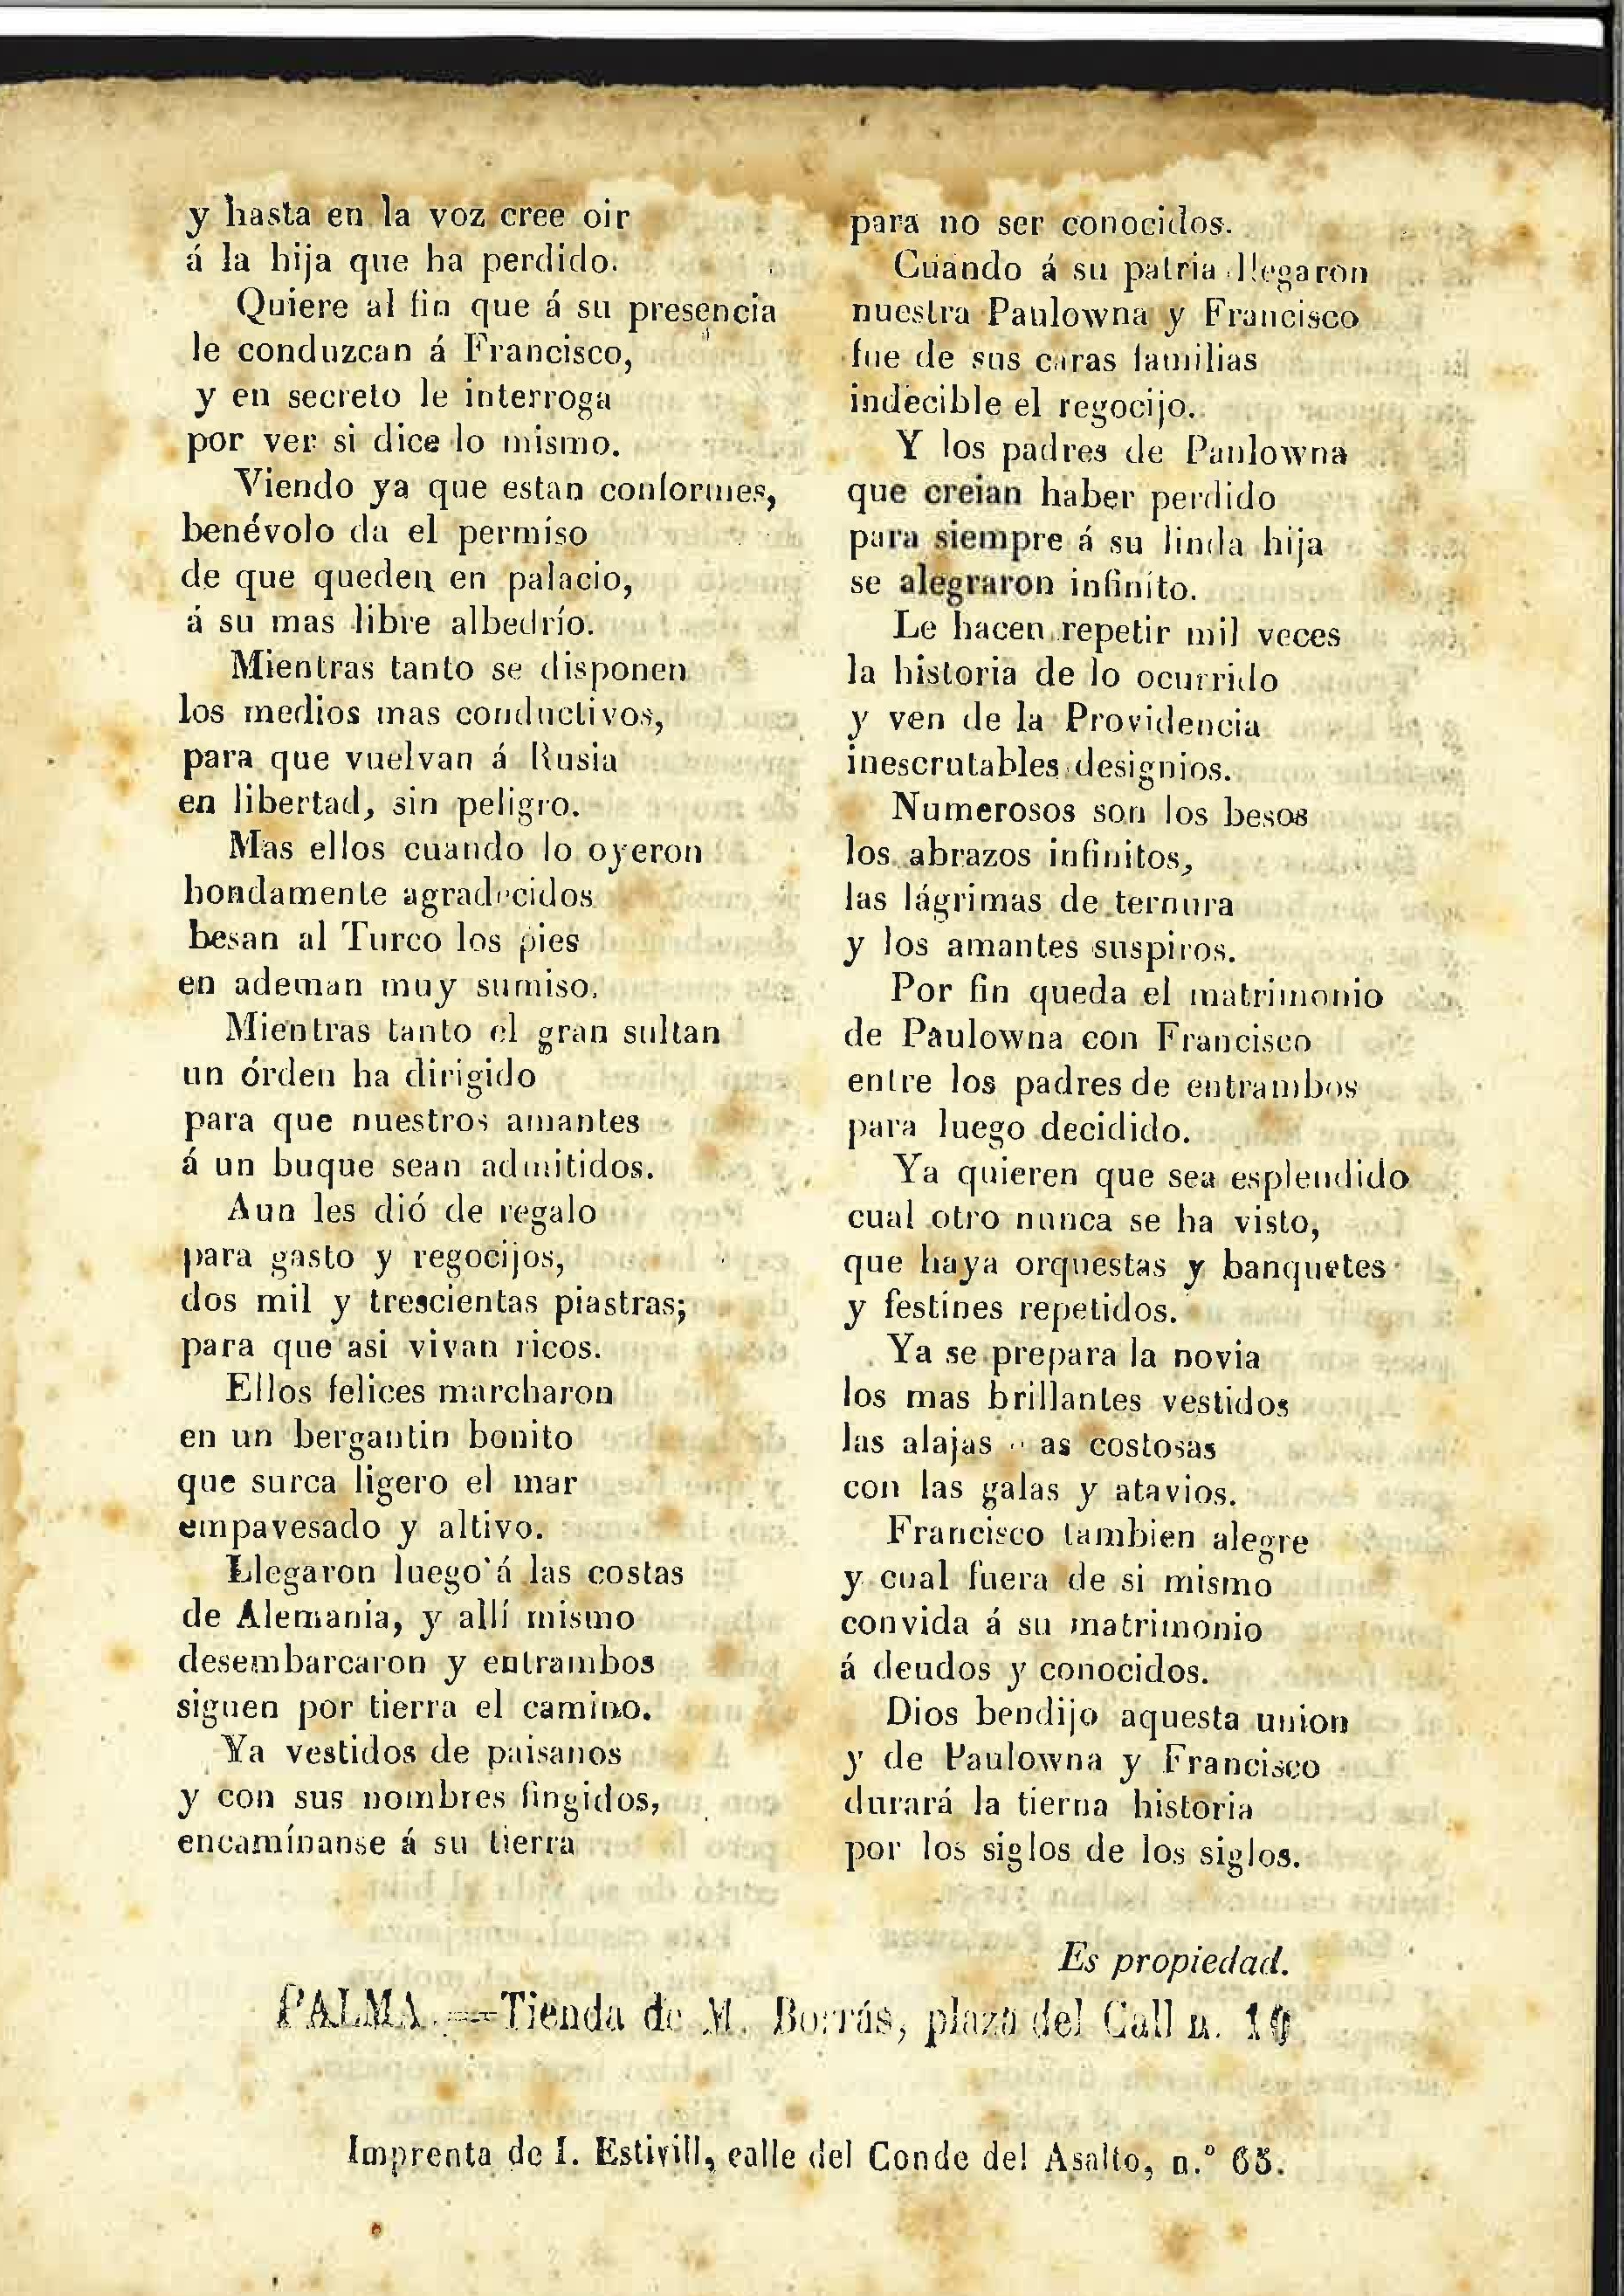 y hasta en la voz cree oir
á la hija que ha perdido.
Quiere al fin que á su presencia
le conduzcan á Francisco,
y en secreto le interroga
por ver si dice lo mismo.
Viendo ya que estan conformes,
benévolo da el permiso
de que queden en palacio,
á su mas libre albedrío.
Mientras tanto se disponen
los medios mas conductivos,
para que vuelvan á Rusia
en libertad, sin peligro.
Mas ellos cuando lo oyeron
hondamente agradecidos
besan al Turco los pies
en ademan muy sumiso.
Mientras tanto el gran sultan
un órden ha dirigido
para que nuestros amantes
á un buque sean admitidos.
Aun les dió de regalo
para gasto y regocijos,
dos mil y trescientas piastras;
para que asi vivan ricos.
Ellos felices marcharon
en un bergantin bonito
que surca ligero el mar
empavesado y altivo.
Llegaron luego á las costas
de Alemania, y allí mismo
desembarcaron y entrambos
siguen por tierra el camino.
Ya vestidos de paisanos
y con sus nombres fingidos,
encamínanse á su tierra
para no ser conocidos.
Cuando á su patria llegaron
nuestra Paulowna y Francisco
fue de sus caras familias
indecible el regocijo.
Y los padres de Paulowna
que creian haber perdido
para siempre á su linda hija
se alegraron infiníto.
Le hacen repetir mil veces
la historia de lo ocurrido
y ven de la Providencia
inescrutables designios.
Numerosos son los besos
los abrazos infinitos,
las lágrimas de ternura
y los amantes suspiros.
Por fin queda el matrimonio
de Paulowna con Francisco
entre los padres de entrambos
para luego decidido.
Ya quieren que sea esplendido
cual otro nunca se ha visto,
que haya orquestas y banquetes
y festines repetidos.
Ya se prepara la novia
los mas brillantes vestidos
las alajas as costosas
con las galas y atavios.
Francisco tambien alegre
y cual fuera de si mismo
convida á su matrimonio
á deudos y conocidos.
Dios bendijo aquesta union
y de Paulowna y Francisco
durará la tierna historia
por los siglos de los siglos.
Es propiedad.
PALMA.==Tienda de M. Borrás, plaza del Call n.
Imprenta de I. Estivill, calle del Conde del Asalto, n.º 65.